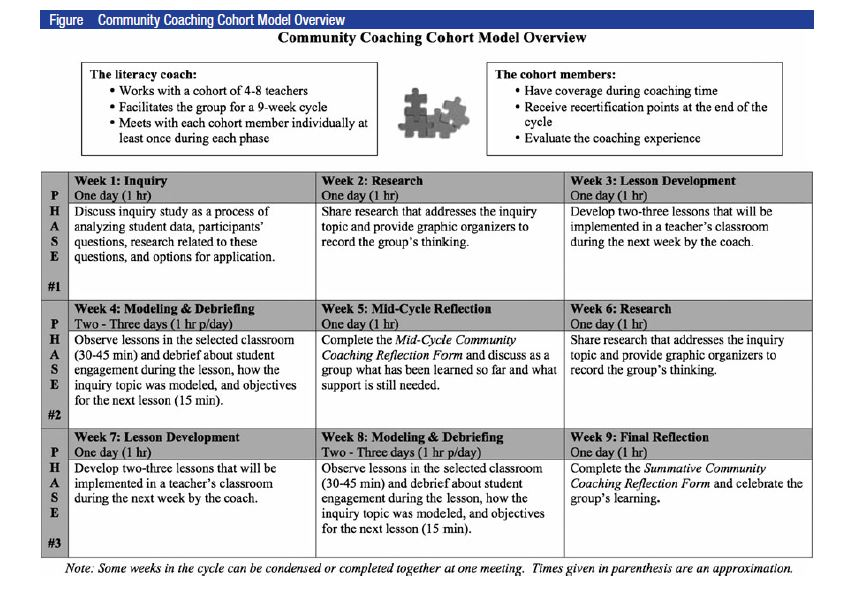 Figure Community Coaching Cohort Model Overview
Community Coaching Cohort Model Overview
The literacy coach:
• Works with a cohort of 4-8 teachers
• Facilitates the group for a 9-week cycle
• Meets with each cohort member individually at
least once during each phase
The cohort members:
• Have coverage during coaching time
• Receive recertification points at the end of the
cycle
• Evaluate the coaching experience
PHASE #1
Week 1: Inquiry
One day (1 hr)
Discuss inquiry study as a process of
analyzing student data, participants'
questions, research related to these
questions, and options for application.
Week 2: Research
One day (1 hr)
Share research that addresses the inquiry
topic and provide graphic organizers to
record the group's thinking.
Week 3: Lesson Development
One day (1 hr)
Develop two-three lessons that will be
implemented in a teacher's classroom
during the next week by the coach.
PHASE #2
Week 4: Modeling & Debriefing
Two - Three days (1 hr p/day)
Observe lessons in the selected classroom
(30-45 min) and debrief about student
engagement during the lesson, how the
inquiry topic was modeled, and objectives
for the next lesson (15 min).
Week 5: Mid-Cycle Reflection
One day (1 hr)
Complete the Mid-Cycle Community
Coaching Reflection Form and discuss as a
group what has been learned so far and what
support is still needed.
Week 6: Research
One day (1 hr)
Share research that addresses the inquiry
topic and provide graphic organizers to
record the group's thinking.
PHASE #3
Week 7: Lesson Development
One day (1 hr)
Develop two-three lessons that will be
implemented in a teacher's classroom
during the next week by the coach.
Week 8: Modeling & Debriefing
Two - Three days (1 hr p/day)
Observe lessons in the selected classroom
(30-45 min) and debrief about student
engagement during the lesson, how the
inquiry topic was modeled, and objectives
for the next lesson (15 min).
Week 9: Final Reflection
One day (1 hr)
Complete the Summative Community
Coaching Reflection Form and celebrate the
group's learning.
Note: Some weeks in the cycle can be condensed or completed together at one meeting. Times given in parenthesis are an approximation.